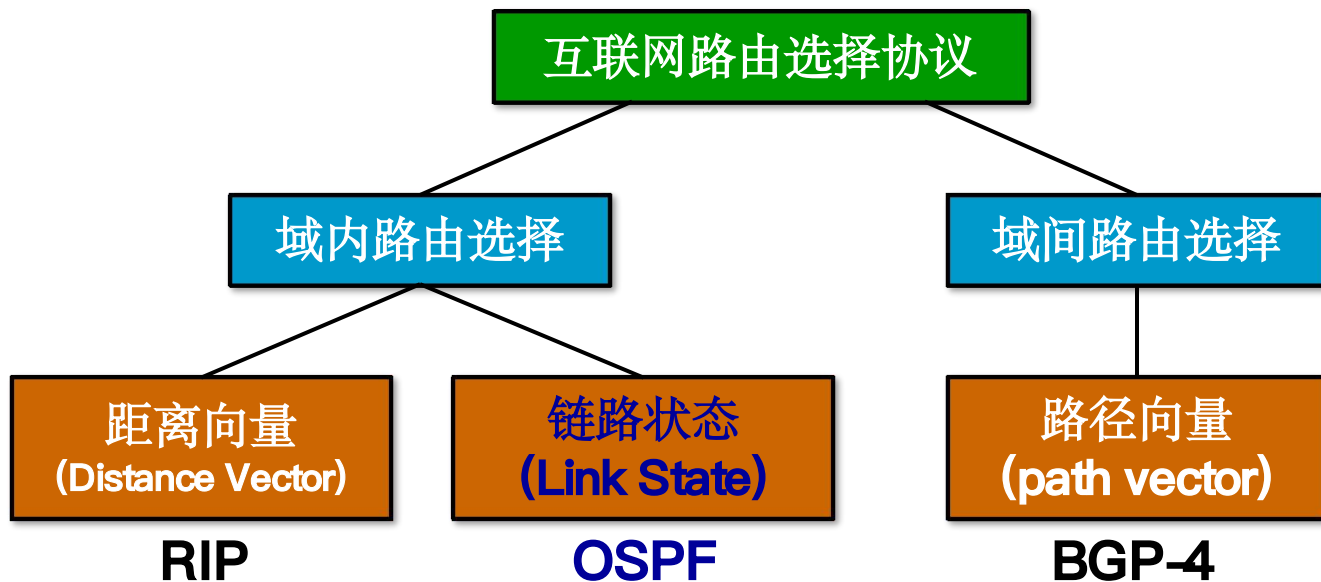 互联网路由选择协议
域内路由选择
域间路由选择
距离向量
(Distance Vector)
链路状态
(Link State)
路径向量
(path vector)
RIP
OSPF
BGP-4